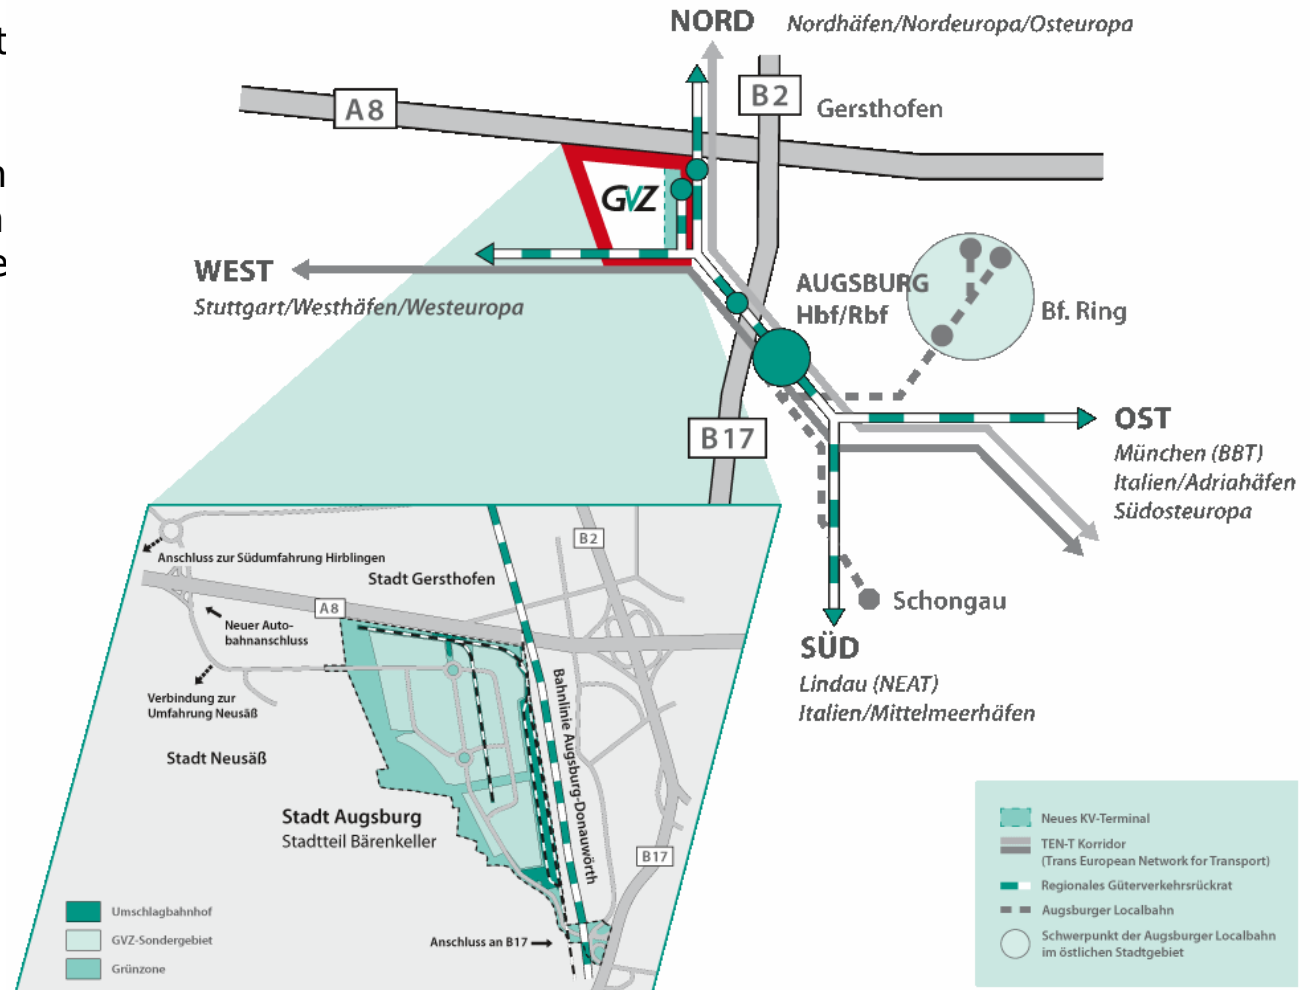 t
n
e
NORD
Nordhäfen/Nordeuropa/Osteuropa
A8
B2
Gersthofen
GVZ
WEST
Stuttgart/Westhäfen/Westeuropa
AUGSBURG
Hbf/Rbf
Bf. Ring
B17
OST
München (BBT)
Italien/Adriahäfen
Südosteuropa
Schongau
SÜD
Lindau (NEAT)
Italien/Mittelmeerhäfen
Anschluss zur Südumfahrung Hirblingen
Stadt Gersthofen
B2
A8
Neuer Auto-
bahnanschluss
Verbindung zur
Umfahrung Neusäß
Stadt Neusäß
Bahnlinie Augsburg-Donauwörth
Stadt Augsburg
Stadtteil Bärenkeller
B17
Anschluss an B17
Umschlagbahnhof
GVZ-Sondergebiet
Grünzone
Neues KV-Terminal
TEN-T Korridor
(Trans European Network for Transport)
Regionales Güterverkehrsrückrat
Augsburger Localbahn
Schwerpunkt der Augsburger Localbahn
im östlichen Stadtgebiet